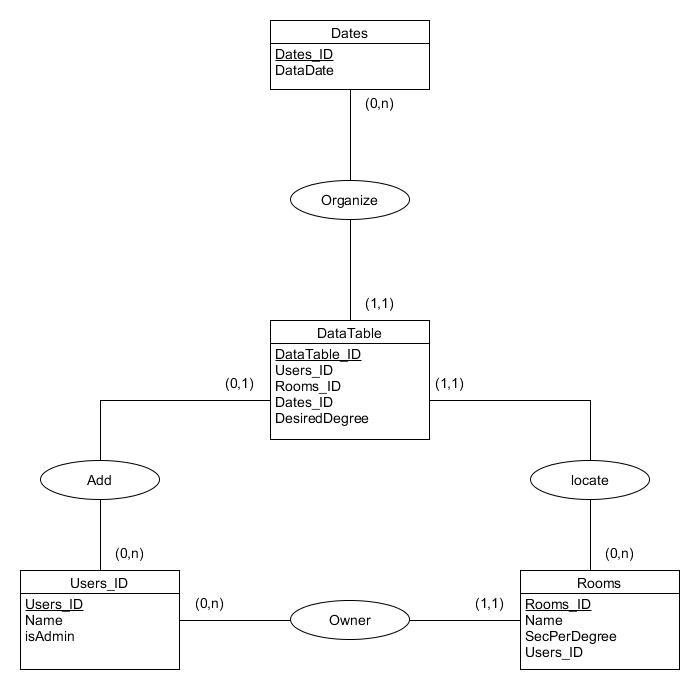 Dates
Dates_ID
DataDate
(0,n)
Organize
(1,1)
DataTable
DataTable_ID
Users_ID
Rooms_ID
Dates_ID
DesiredDegree
(0,1)
(1,1)
Add
locate
(0,n)
(0,n)
Users_ID
Users_ID
Name
isAdmin
(0,n)
Owner
(1,1)
Rooms
Rooms_ID
Name
SecPerDegree
Users_ID